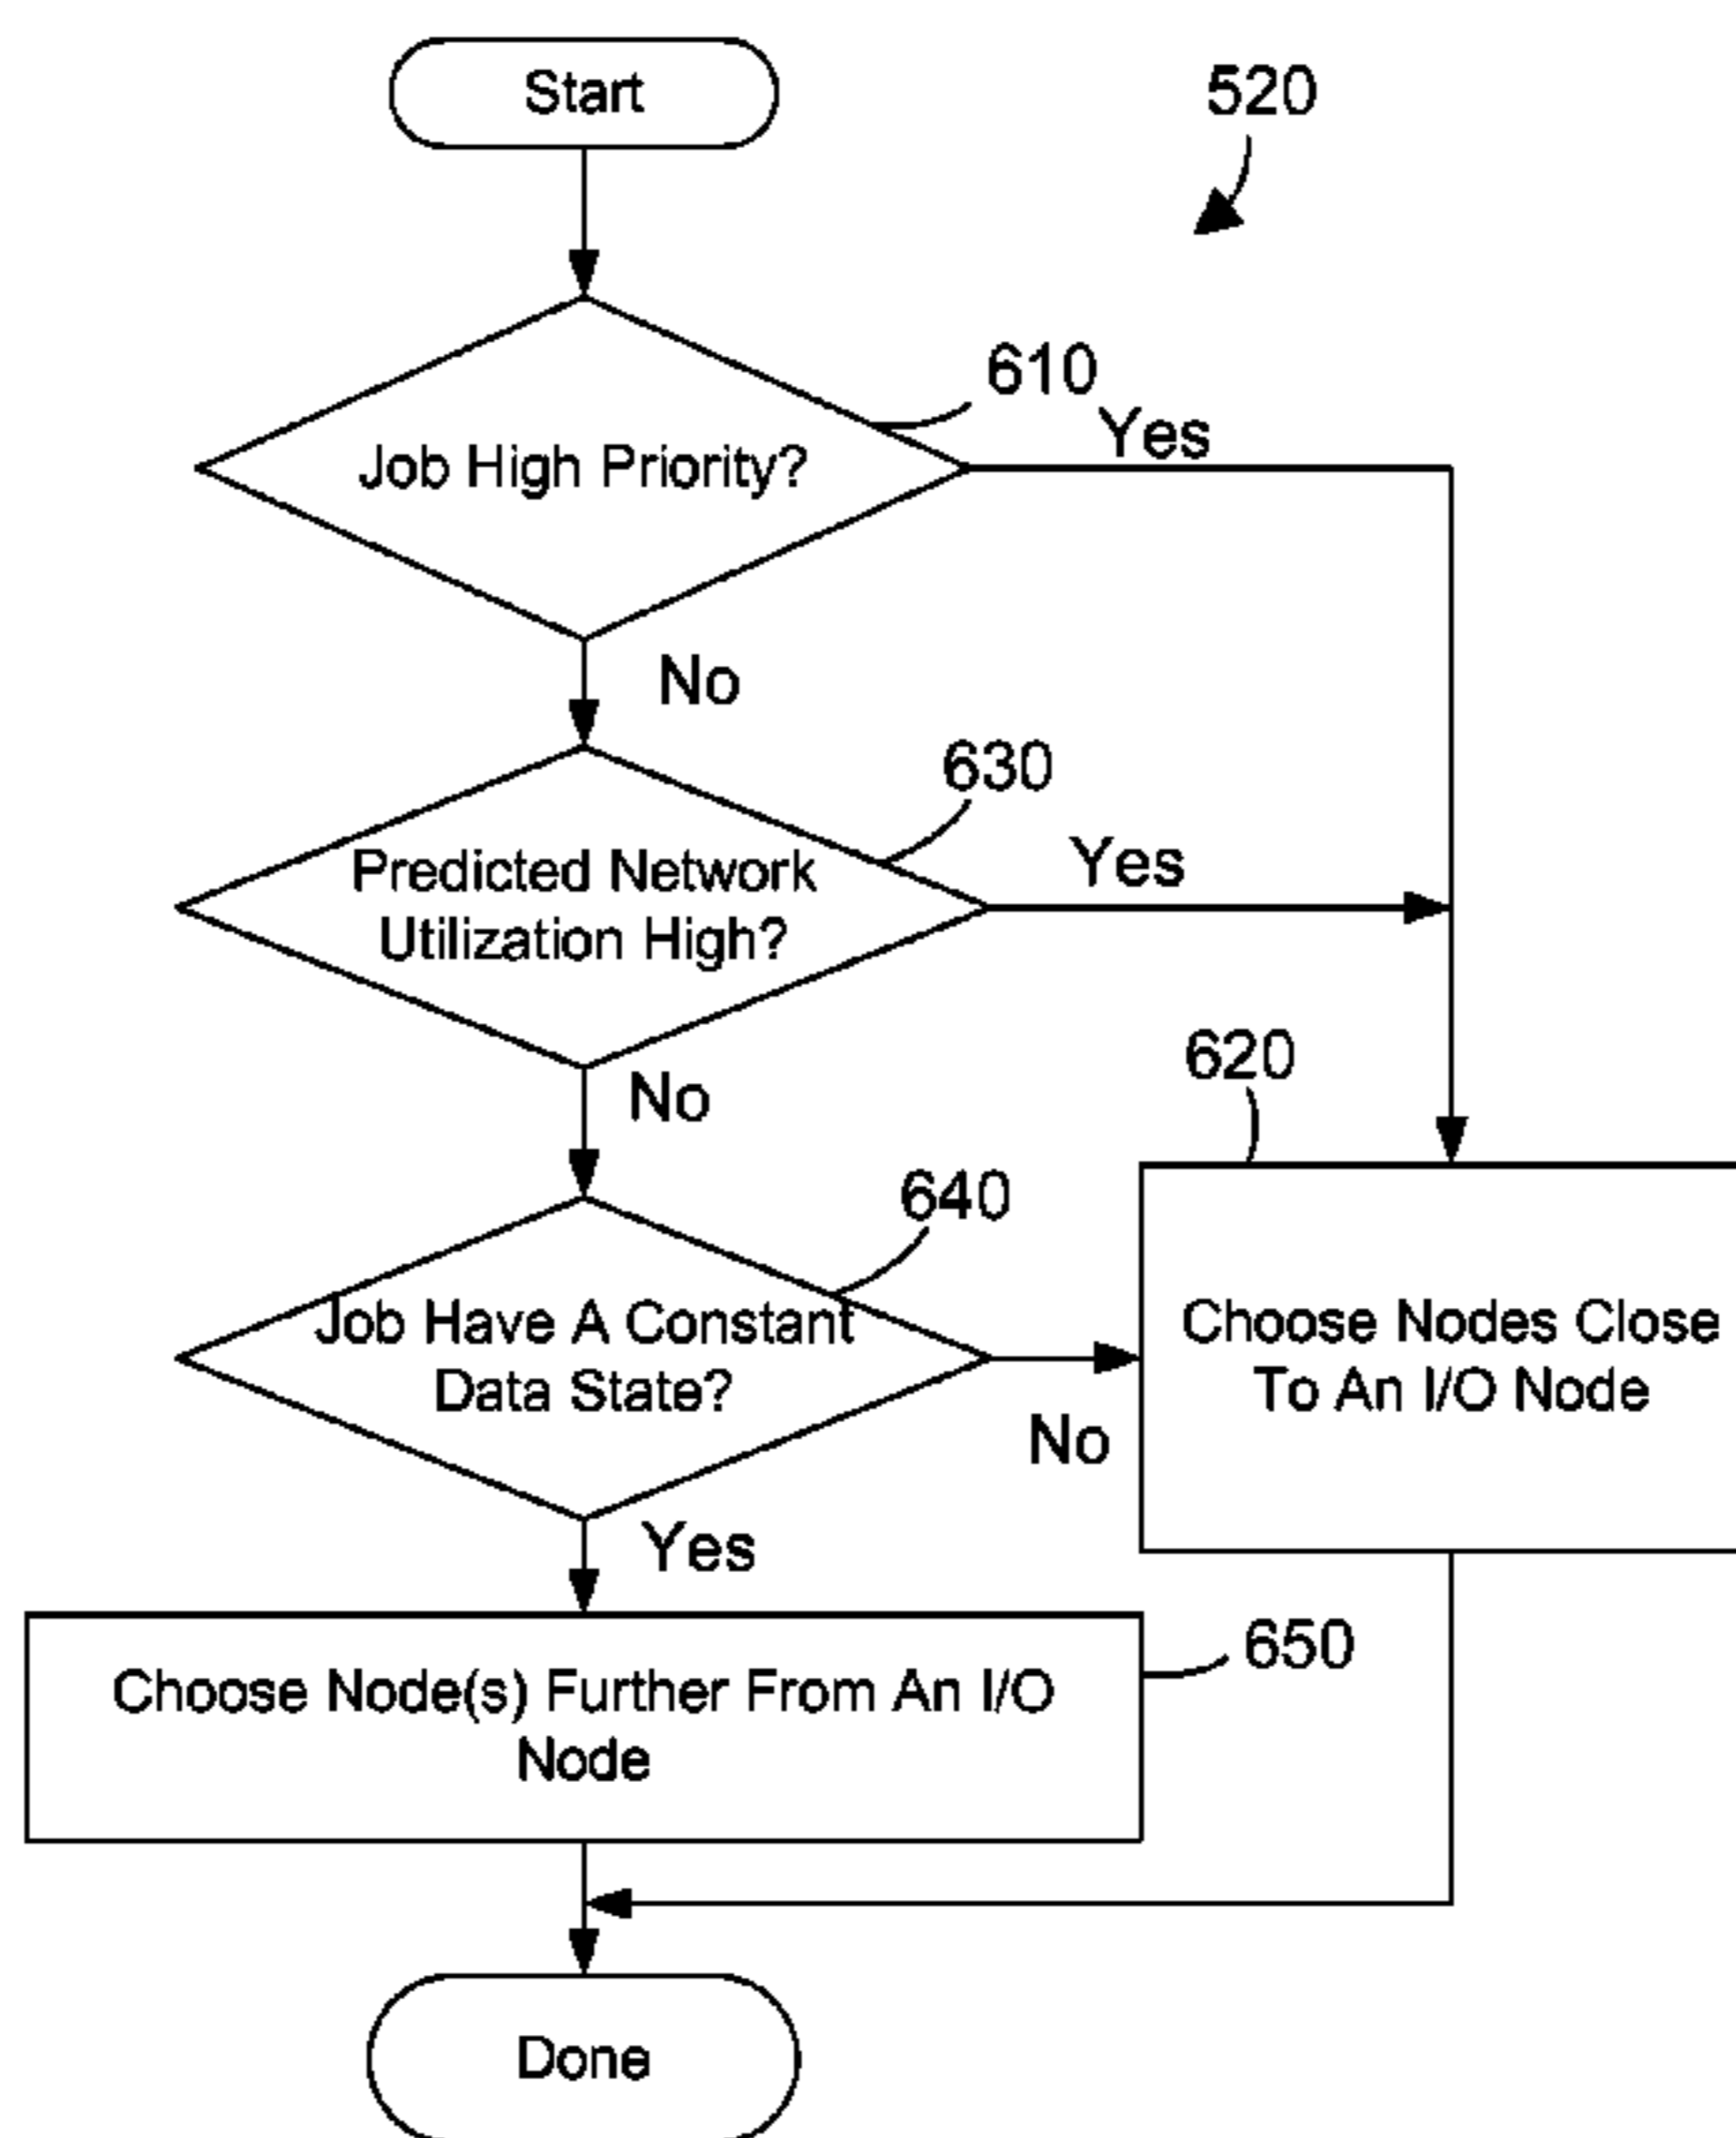 Start
520
610
Yes
Job High Priority?
No
630
Predicted Network
Utilization High?
Yes
No
620
640
Job Have A Constant
Data State?
No
Choose Nodes Close
To An I/O Node
Yes
650
Choose Node(s) Further From An I/O
Node
Done